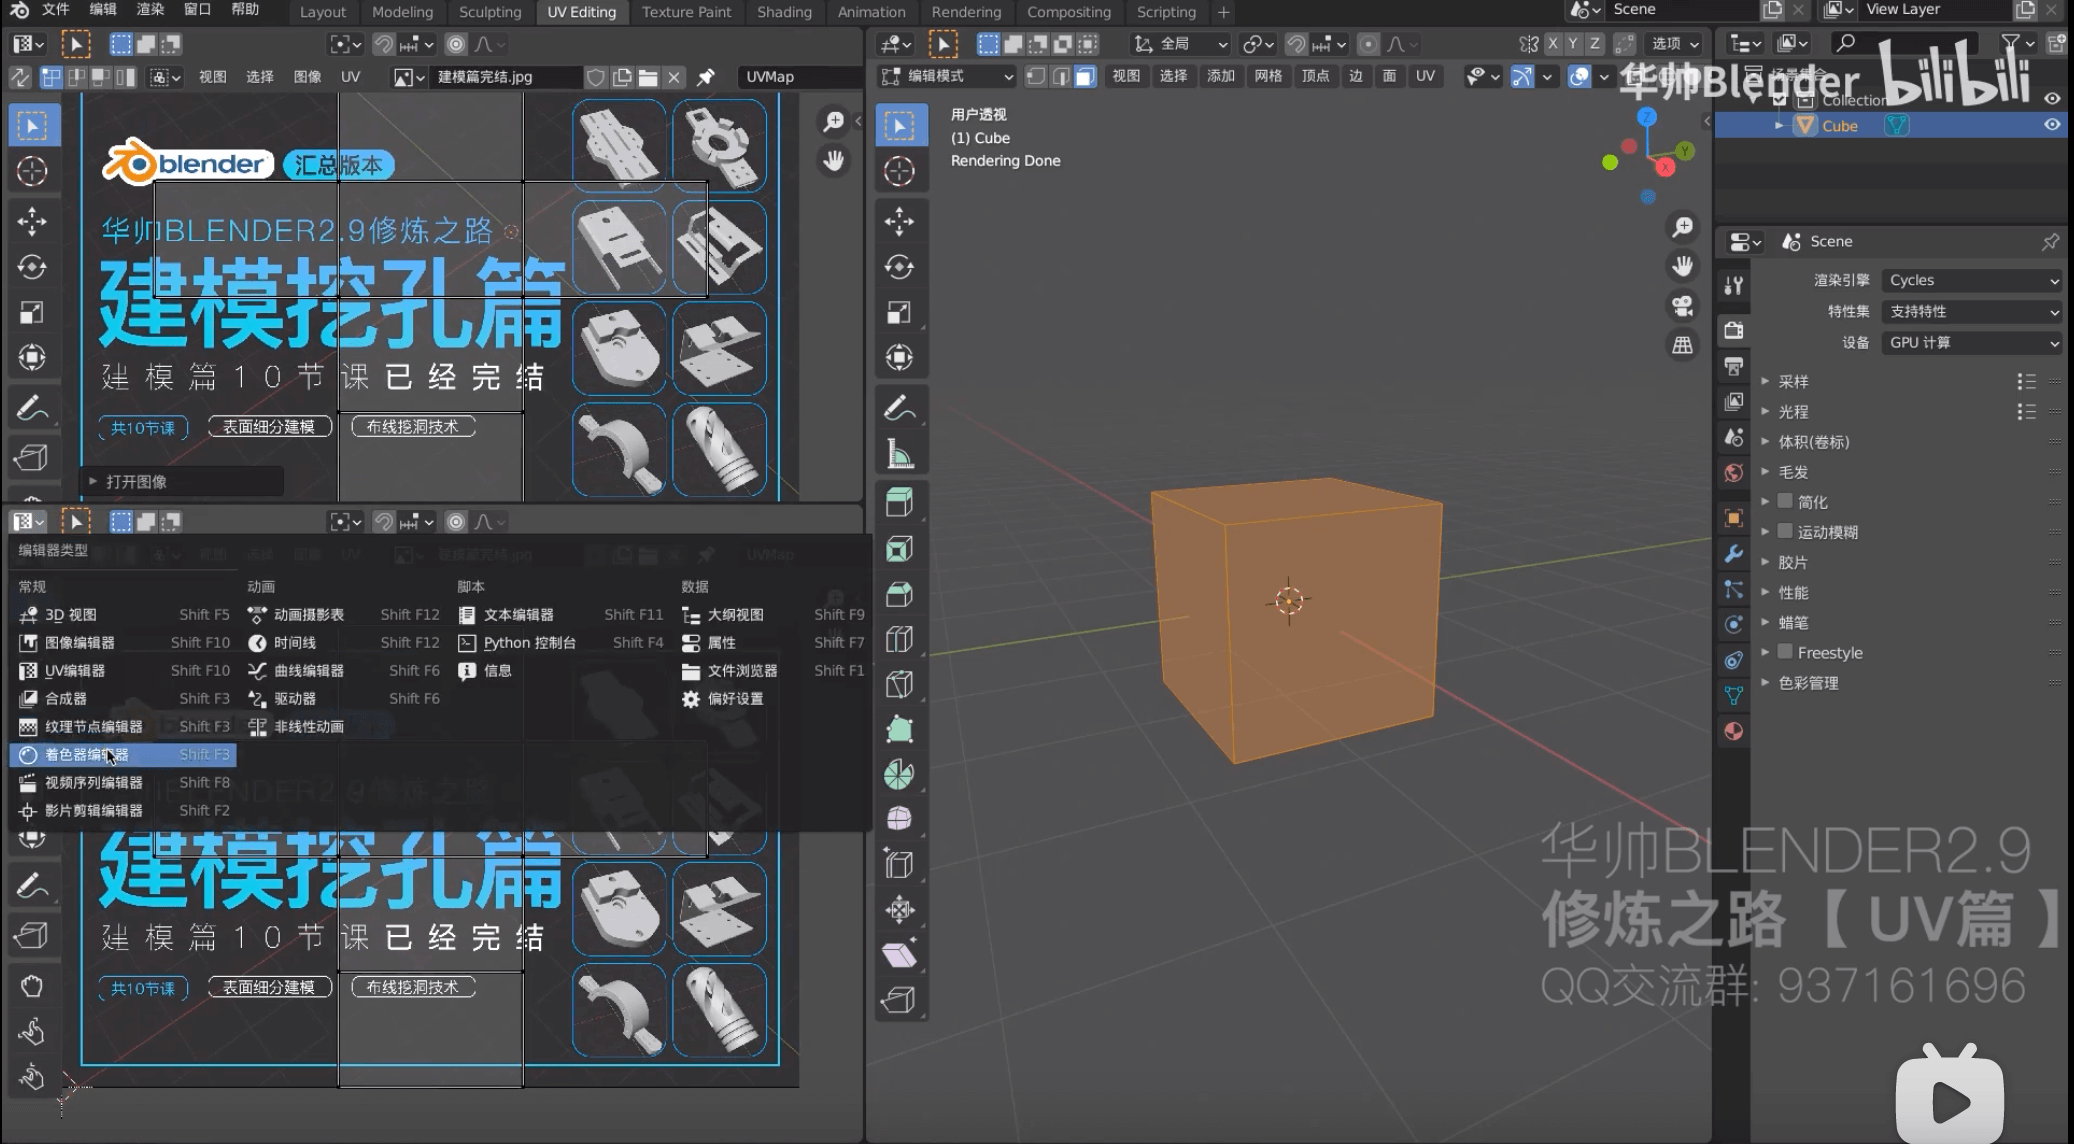 文件 编辑 渲染 窗口 帮助 Layout Modeling Sculpting UV Editing Texture Paint Shading Animation Rendering Compositing Scripting + Scene View Layer
全局 X Y Z 选项
视图 选择 图像 UV 建模篇完结.jpg UVMap
编辑模式 视图 选择 添加 网格 顶点 边 面 UV
华帅Blender bilibili
Collection
Cube
blender 汇总版本
华帅BLENDER2.9修炼之路
建模挖孔篇
建模篇10节课已经完结
共10节课 表面细分建模 布线挖洞技术
打开图像
用户透视
(1) Cube
Rendering Done
Z
Y
X
Scene
渲染引擎 Cycles
特性集 支持特性
设备 GPU 计算
采样
光程
体积(卷标)
毛发
简化
运动模糊
胶片
性能
蜡笔
Freestyle
色彩管理
编辑器类型
常规 动画 脚本 数据
3D 视图 Shift F5 动画摄影表 Shift F12 文本编辑器 Shift F11 大纲视图 Shift F9
图像编辑器 Shift F10 时间线 Shift F12 Python 控制台 Shift F4 属性 Shift F7
UV编辑器 Shift F10 曲线编辑器 Shift F6 信息 文件浏览器 Shift F1
合成器 Shift F3 驱动器 Shift F6 偏好设置
纹理节点编辑器 Shift F3 非线性动画
着色器编辑器 Shift F3
视频序列编辑器 Shift F8
影片剪辑编辑器 Shift F2
建模挖孔篇
建模篇10节课已经完结
共10节课 表面细分建模 布线挖洞技术
华帅BLENDER2.9
修炼之路【 UV篇 】
QQ交流群: 937161696